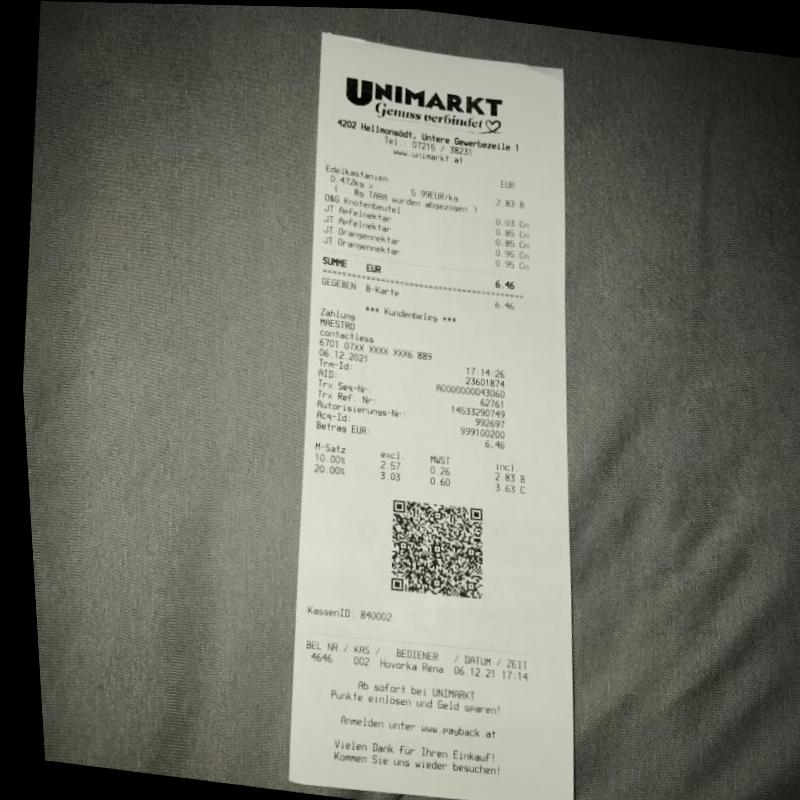 UNIMARKT
Genuss verbindet
4202 Hellmonsödt, Untere Gewerbezeile 1
Tel.: 07215 / 38231
www.unimarkt.at
EUR
Edelkastanien
0.472kg x 5.99EUR/kg 2.83 B
( 8g TARA wurden abgezogen )
O&G Knotenbeutel 0.03 Cn
JT Apfelnektar 0.85 Cn
JT Apfelnektar 0.85 Cn
JT Orangennektar 0.95 Cn
JT Orangennektar 0.95 Cn
SUMME EUR 6.46
GEGEBEN B-Karte 6.46
*** Kundenbeleg ***
Zahlung
MAESTRO
contactless
6701 07XX XXXX XXX6 889
06.12.2021 17:14:26
Trm-Id: 23601874
AID: A0000000043060
Trx Seq-Nr: 62761
Trx Ref. Nr: 14533290749
Autorisierungs-Nr: 992697
Acq-Id: 999100200
Betrag EUR: 6.46
M-Satz excl. MWST incl.
10.00% 2.57 0.26 2.83 B
20.00% 3.03 0.60 3.63 C
KassenID: 840002
BEL NR / KAS / BEDIENER / DATUM / ZEIT
4646 002 Hovorka Rena 06.12.21 17:14
Ab sofort bei UNIMARKT
Punkte einlösen und Geld sparen!
Anmelden unter www.payback.at
Vielen Dank für Ihren Einkauf!
Kommen Sie uns wieder besuchen!